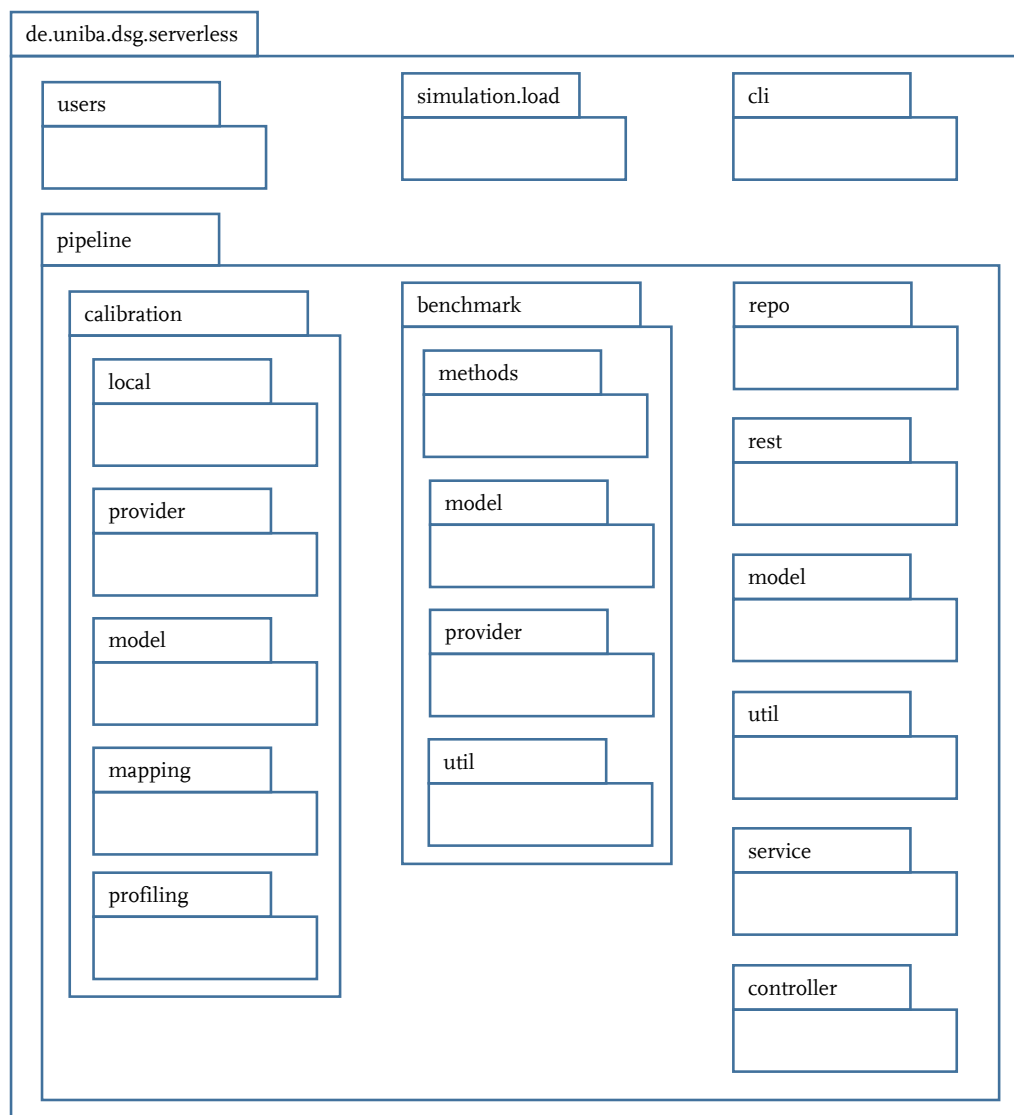 de.uniba.dsg.serverless
users
simulation.load
cli
pipeline
calibration
local
provider
model
mapping
profiling
benchmark
methods
model
provider
util
repo
rest
model
util
service
controller